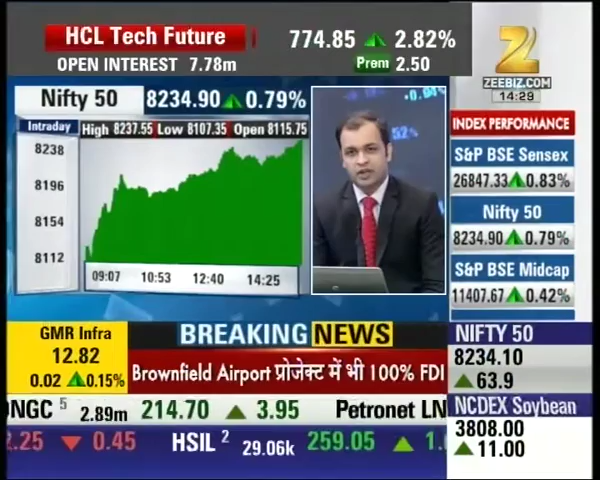 HCL Tech Future
774.85 ▲ 2.82%
OPEN INTEREST 7.78m
Prem 2.50
ZEEBIZ.COM
14:29
Nifty 50 8234.90 ▲ 0.79%
Intraday High 8237.55 Low 8107.35 Open 8115.75
8238
8196
8154
8112
09:07 10:53 12:40 14:25
INDEX PERFORMANCE
S&P BSE Sensex
26847.33 ▲ 0.83%
Nifty 50
8234.90 ▲ 0.79%
S&P BSE Midcap
11407.67 ▲ 0.42%
GMR Infra
12.82
0.02 ▲ 0.15%
BREAKING NEWS
Brownfield Airport प्रोजेक्ट में भी 100% FDI
NIFTY 50
8234.10
▲ 63.9
ONGC 5 2.89m 214.70 ▲ 3.95 Petronet LN
2.25 ▼ 0.45 HSIL 2 29.06k 259.05 ▲
NCDEX Soybean
3808.00
▲ 11.00